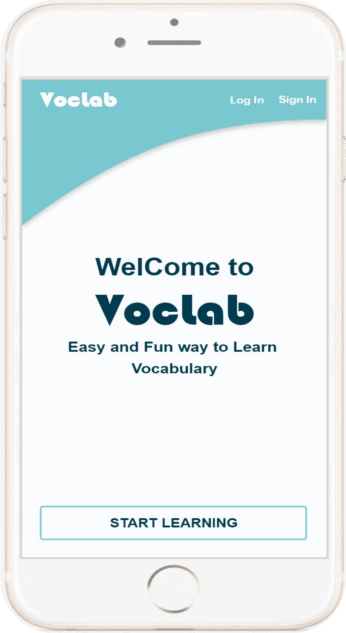 Voclab Log In Sign In
WelCome to
Voclab
Easy and Fun way to Learn
Vocabulary
START LEARNING